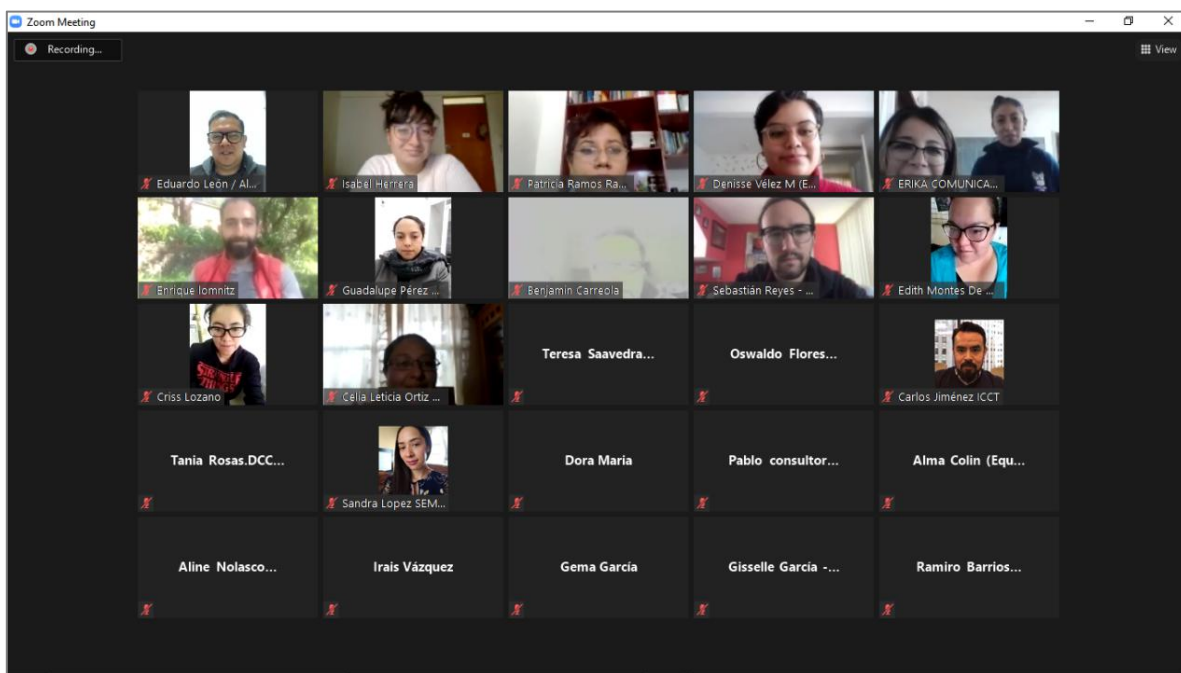 Zoom Meeting
Recording...
View
Eduardo León / Al...
Isabel Herrera
Patricia Ramos Ra...
Denisse Vélez M (E...
ERIKA COMUNICA...
Enrique lomnitz
Guadalupe Pérez ...
Benjamin Carreola
Sebastián Reyes - ...
Edith Montes De ...
STRANGER THINGS
Criss Lozano
Celia Leticia Ortiz ...
Teresa Saavedra...
Oswaldo Flores...
Carlos Jiménez ICCT
Tania Rosas.DCC...
Sandra Lopez SEM...
Dora Maria
Pablo consultor...
Alma Colin (Equ...
Aline Nolasco...
Irais Vázquez
Gema García
Gisselle García -...
Ramiro Barrios...